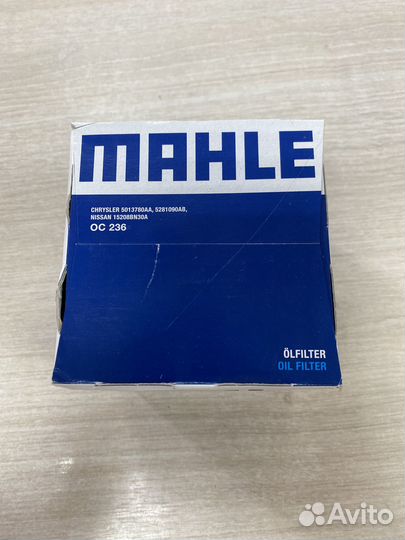 MAHLE
CHRYSLER 5013780AA, 5281090AB,
NISSAN 15208BN30A
OC 236
ÖLFILTER
OIL FILTER
Avito